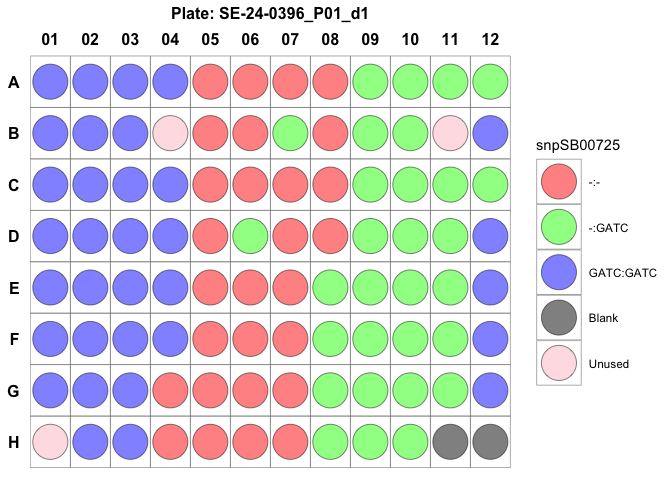 Plate: SE-24-0396_P01_d1
01 02 03 04 05 06 07 08 09 10 11 12
A
B
C
D
E
F
G
H
snpSB00725
-:-
-:GATC
GATC:GATC
Blank
Unused